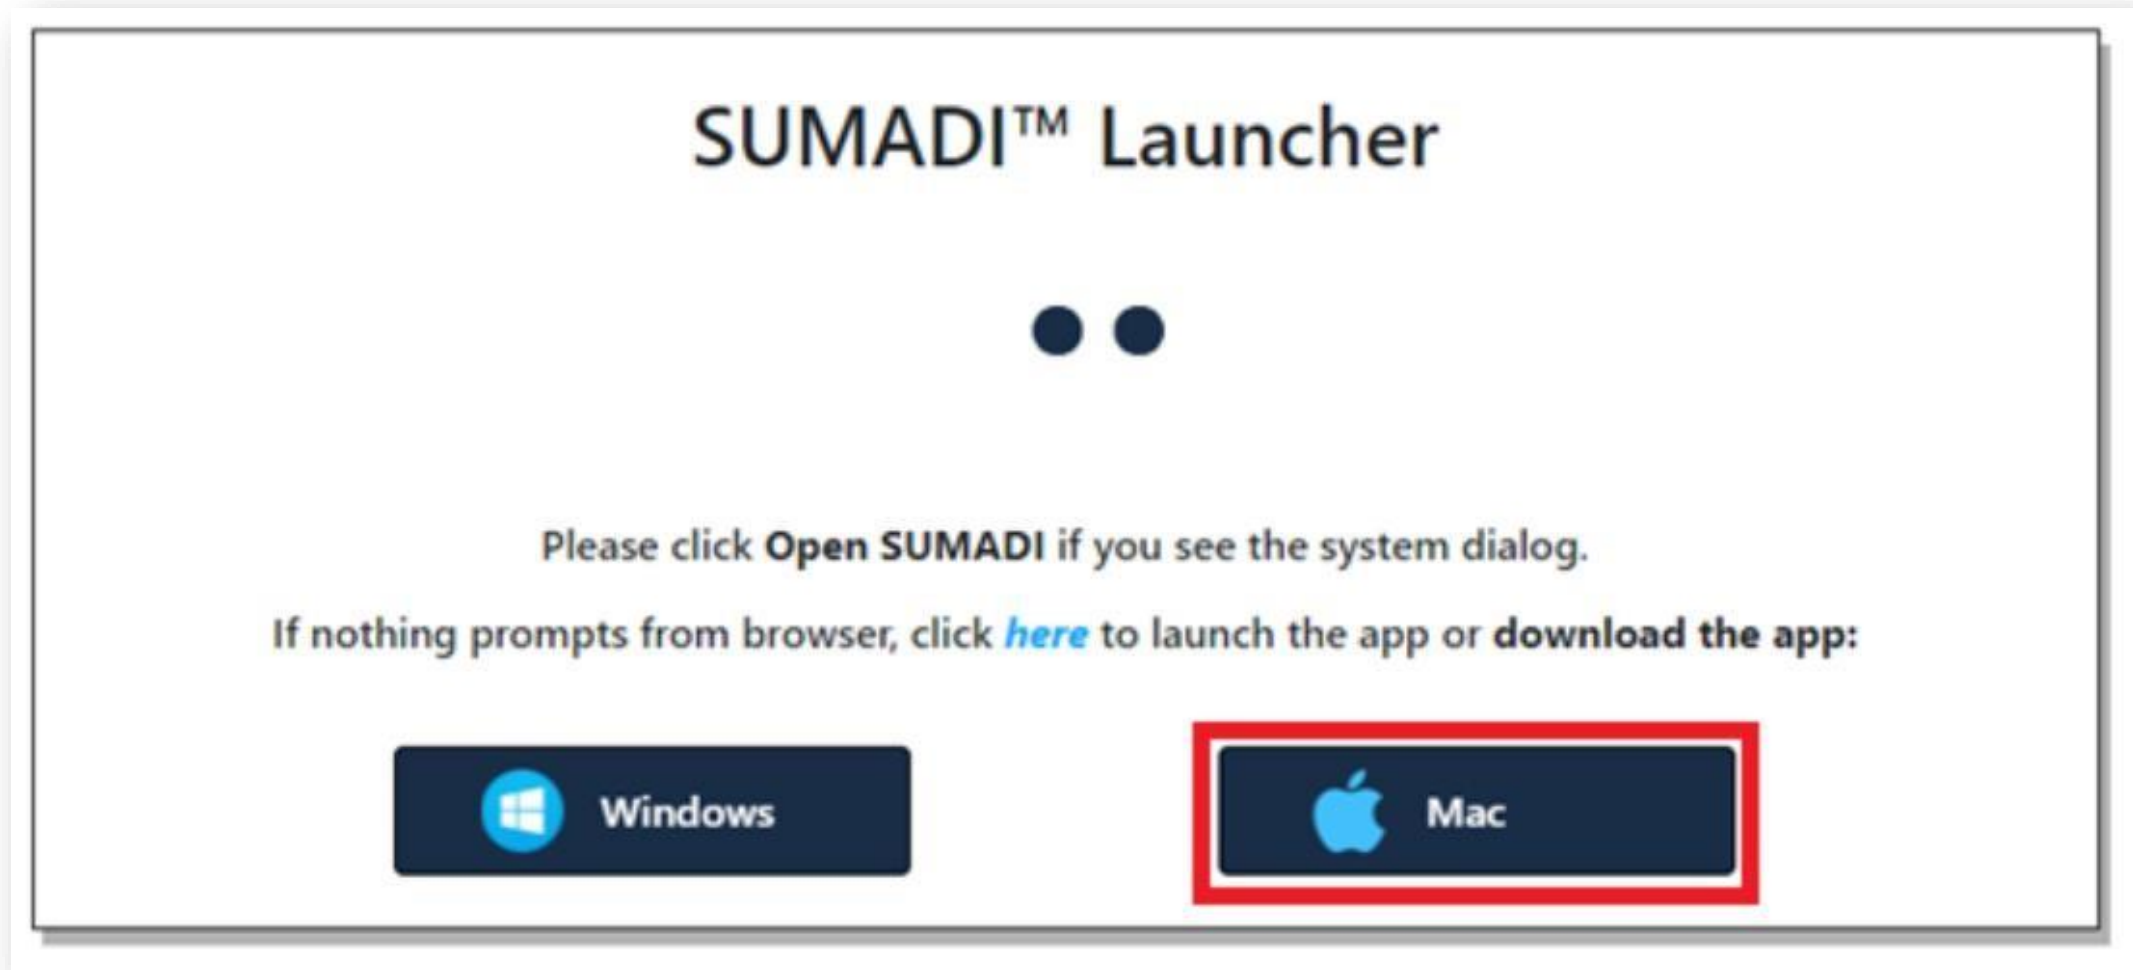 SUMADI™ Launcher
Please click Open SUMADI if you see the system dialog.
If nothing prompts from browser, click here to launch the app or download the app:
Windows
Mac